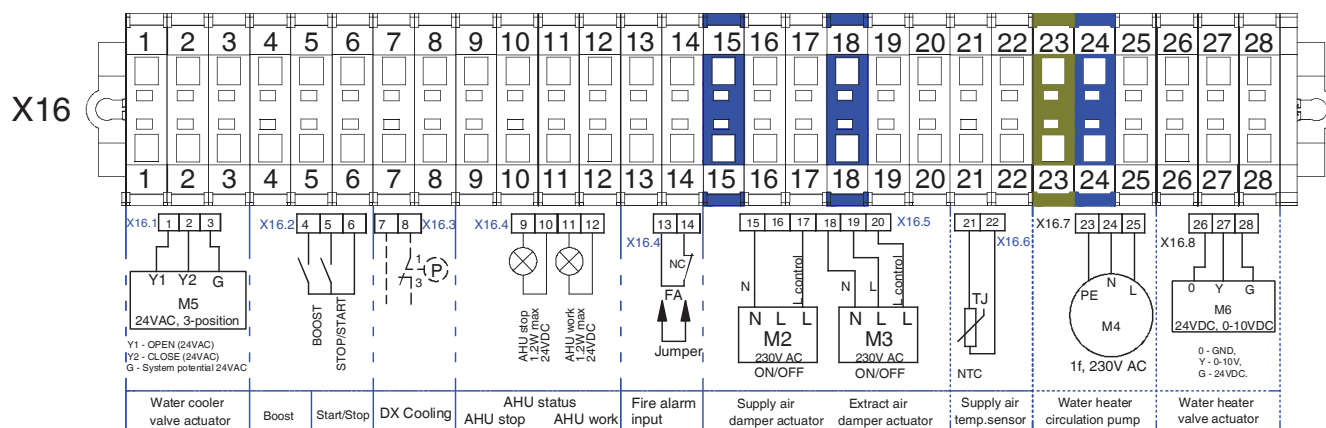 1 2 3 4 5 6 7 8 9 10 11 12 13 14 15 16 17 18 19 20 21 22 23 24 25 26 27 28
X16
1 2 3 4 5 6 7 8 9 10 11 12 13 14 15 16 17 18 19 20 21 22 23 24 25 26 27 28
X16.1 1 2 3
X16.2 4 5 6
7 8 X16.3
X16.4 9 10 11 12
13 14
X16.4
15 16 17 18 19 20 X16.5
21 22
X16.6
X16.7
23 24 25
26 27 28
X16.8
Y1 Y2 G
M5
24VAC, 3-position
Y1 - OPEN (24VAC)
Y2 - CLOSE (24VAC)
G - System potential 24VAC
BOOST
STOP/START
1
3
P
AHU stop
1.2W max
24VDC
AHU work
1.2W max
24VDC
NC
FA
Jumper
N
L control
N L L
M2
230V AC
ON/OFF
N
L
L control
N L L
M3
230V AC
ON/OFF
TJ
NTC
PE N L
M4
1f, 230V AC
0 Y G
M6
24VDC, 0-10VDC
0 - GND,
Y - 0-10V,
G - 24VDC.
Water cooler
valve actuator
Boost
Start/Stop
DX Cooling
AHU status
AHU stop AHU work
Fire alarm
input
Supply air
damper actuator
Extract air
damper actuator
Supply air
temp.sensor
Water heater
circulation pump
Water heater
valve actuator